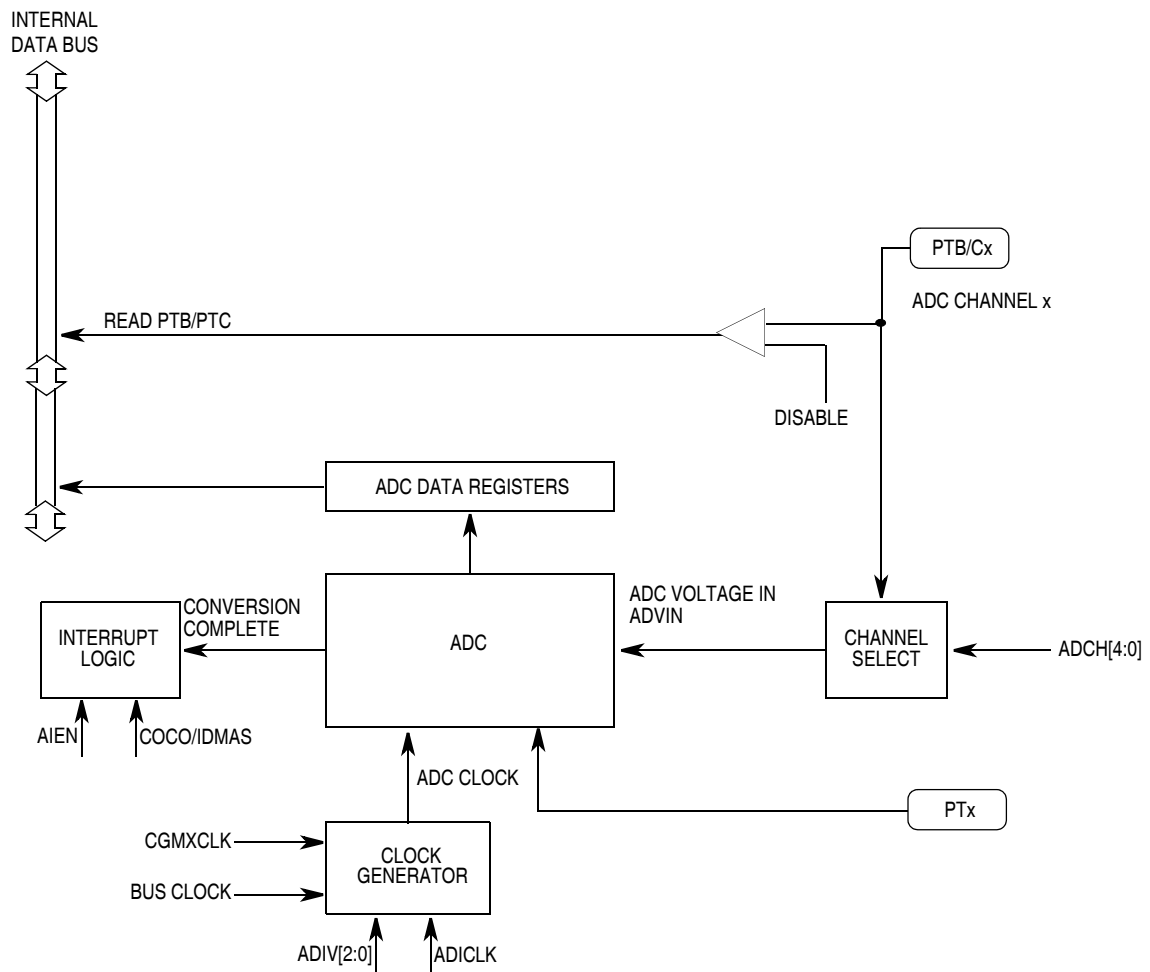 INTERNAL
DATA BUS
PTB/Cx
ADC CHANNEL x
READ PTB/PTC
DISABLE
ADC DATA REGISTERS
ADC VOLTAGE IN
ADVIN
CONVERSION
COMPLETE
INTERRUPT
LOGIC
ADC
CHANNEL
SELECT
ADCH[4:0]
AIEN
COCO/IDMAS
ADC CLOCK
PTx
CGMXCLK
CLOCK
GENERATOR
BUS CLOCK
ADIV[2:0]
ADICLK